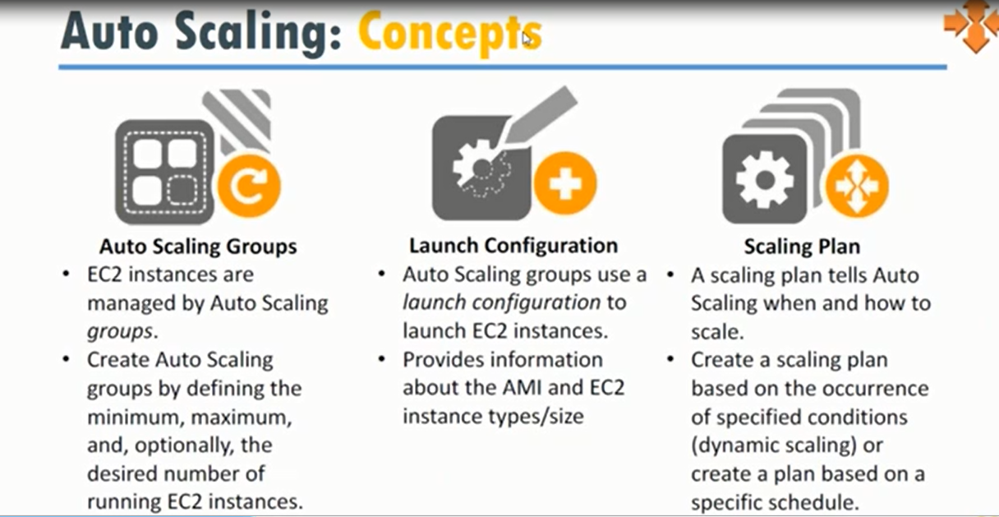 Auto Scaling: Concepts
Auto Scaling Groups
• EC2 instances are
managed by Auto Scaling
groups.
• Create Auto Scaling
groups by defining the
minimum, maximum,
and, optionally, the
desired number of
running EC2 instances.
Launch Configuration
• Auto Scaling groups use a
launch configuration to
launch EC2 instances.
• Provides information
about the AMI and EC2
instance types/size
Scaling Plan
• A scaling plan tells Auto
Scaling when and how to
scale.
• Create a scaling plan
based on the occurrence
of specified conditions
(dynamic scaling) or
create a plan based on a
specific schedule.